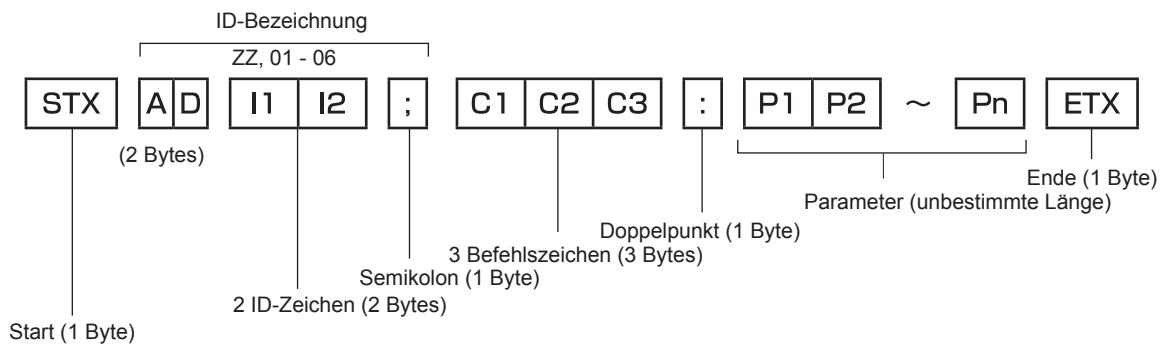 ID-Bezeichnung
ZZ, 01 - 06
STX A D I1 I2 ; C1 C2 C3 : P1 P2 ~ Pn ETX
(2 Bytes)
Ende (1 Byte)
Parameter (unbestimmte Länge)
Doppelpunkt (1 Byte)
3 Befehlszeichen (3 Bytes)
Semikolon (1 Byte)
2 ID-Zeichen (2 Bytes)
Start (1 Byte)